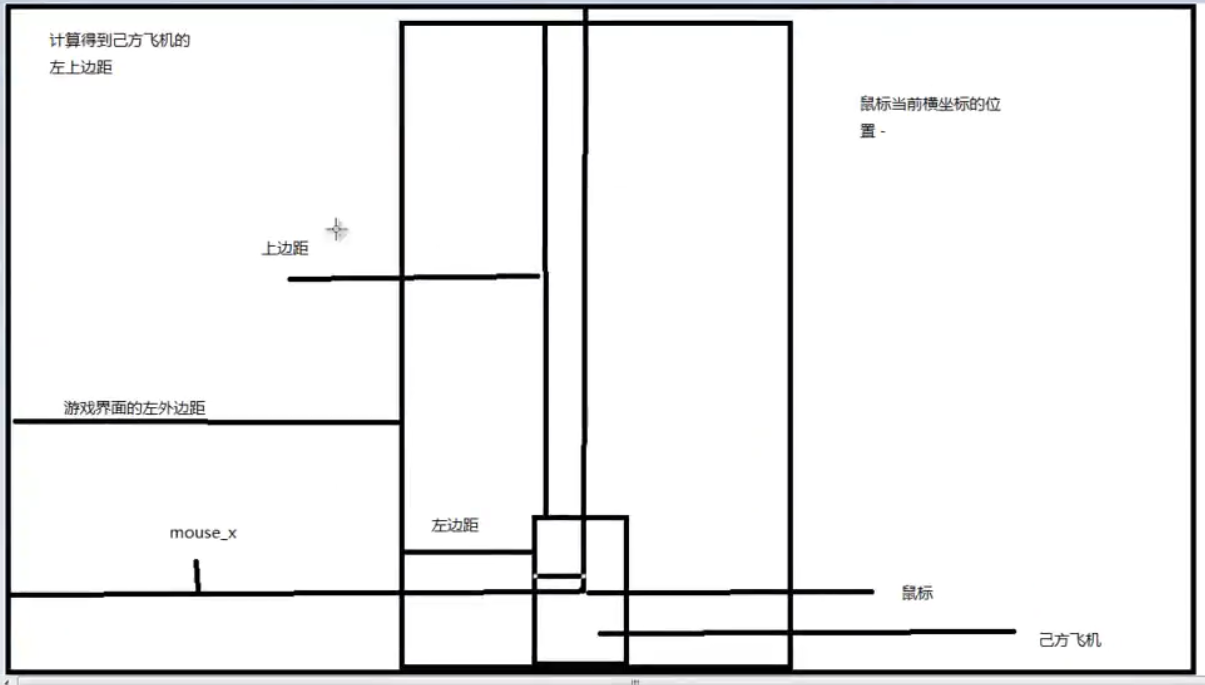 计算得到己方飞机的
左上边距
鼠标当前横坐标的位
置 -
上边距
游戏界面的左外边距
左边距
mouse_x
鼠标
己方飞机